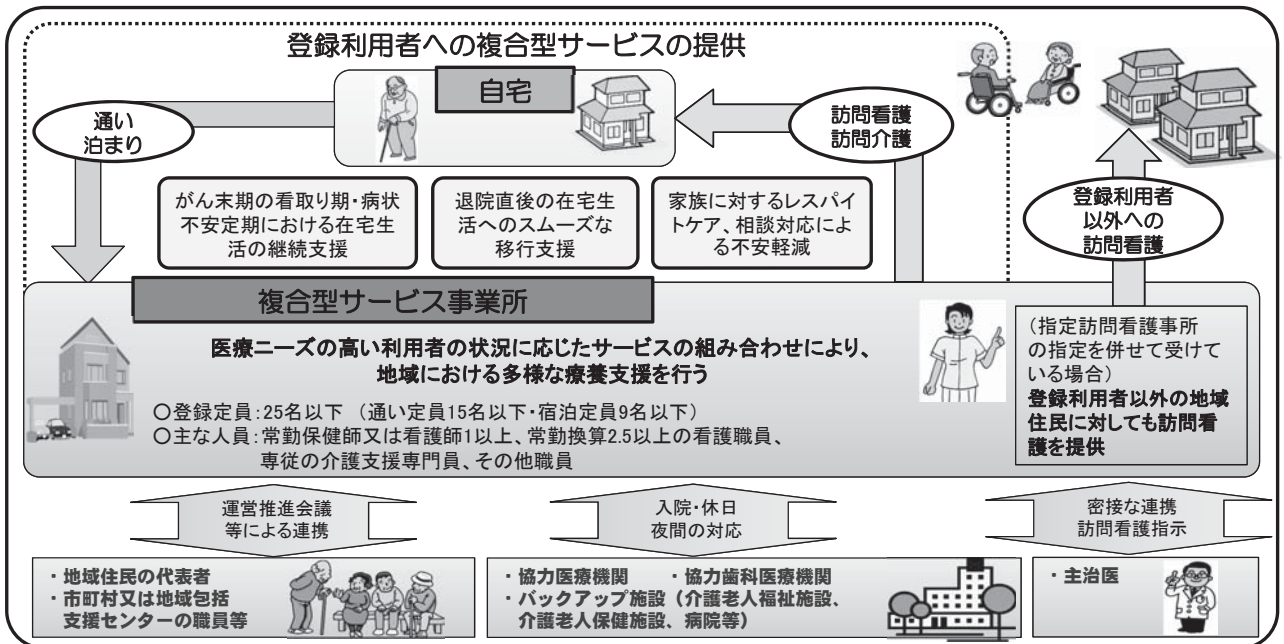 登録利用者への複合型サービスの提供
自宅
通い
泊まり
訪問看護
訪問介護
がん末期の看取り期・病状
不安定期における在宅生
活の継続支援
退院直後の在宅生
活へのスムーズな
移行支援
家族に対するレスパイ
トケア、相談対応によ
る不安軽減
登録利用者
以外への
訪問看護
複合型サービス事業所
医療ニーズの高い利用者の状況に応じたサービスの組み合わせにより、
地域における多様な療養支援を行う
○登録定員：25名以下 （通い定員15名以下・宿泊定員9名以下）
○主な人員：常勤保健師又は看護師1以上、常勤換算2.5以上の看護職員、
専従の介護支援専門員、その他職員
（指定訪問看護事所
の指定を併せて受けて
いる場合）
登録利用者以外の地域
住民に対しても訪問看
護を提供
運営推進会議
等による連携
入院・休日
夜間の対応
密接な連携
訪問看護指示
・地域住民の代表者
・市町村又は地域包括
支援センターの職員等
・協力医療機関 ・協力歯科医療機関
・バックアップ施設（介護老人福祉施設、
介護老人保健施設、病院等）
・主治医